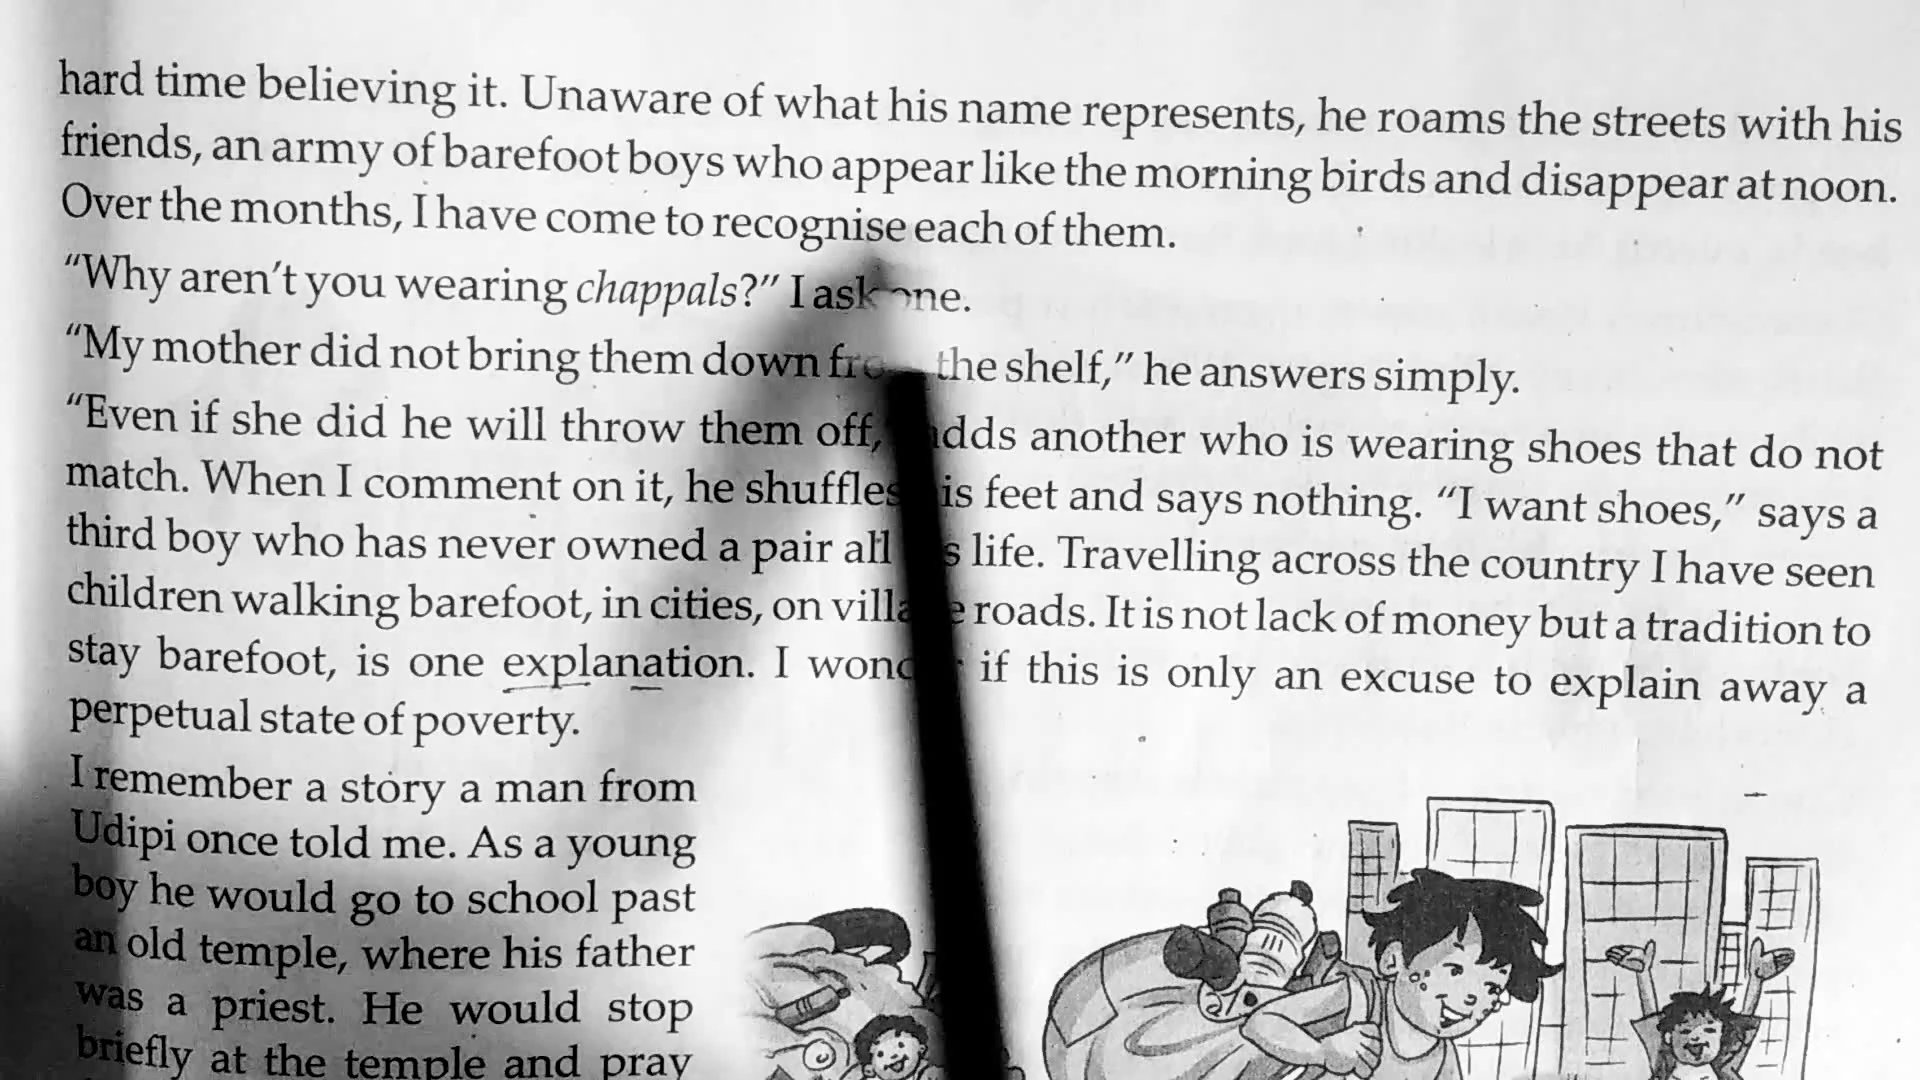 hard time believing it. Unaware of what his name represents, he roams the streets with his
friends, an army of barefoot boys who appear like the morning birds and disappear at noon.
Over the months, I have come to recognise each of them.
"Why aren't you wearing chappals?" I ask one.
"My mother did not bring them down from the shelf," he answers simply.
"Even if she did he will throw them off," adds another who is wearing shoes that do not
match. When I comment on it, he shuffles his feet and says nothing. "I want shoes," says a
third boy who has never owned a pair all his life. Travelling across the country I have seen
children walking barefoot, in cities, on village roads. It is not lack of money but a tradition to
stay barefoot, is one explanation. I wonder if this is only an excuse to explain away a
perpetual state of poverty.
I remember a story a man from
Udipi once told me. As a young
boy he would go to school past
an old temple, where his father
was a priest. He would stop
briefly at the temple and pray